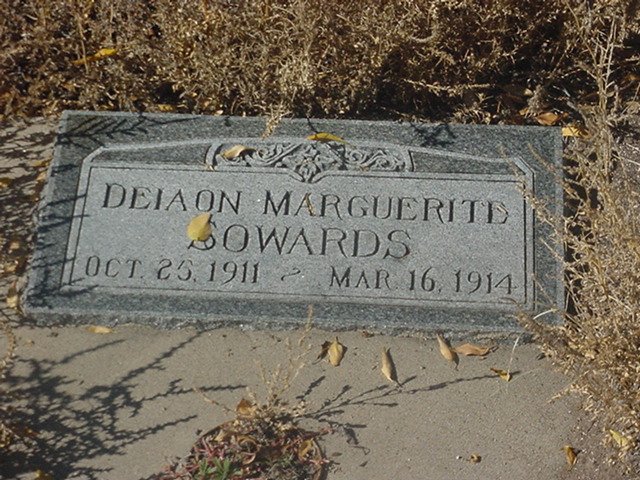 DEIAON MARGUERITE
SOWARDS
OCT. 25, 1911 ~ MAR. 16, 1914